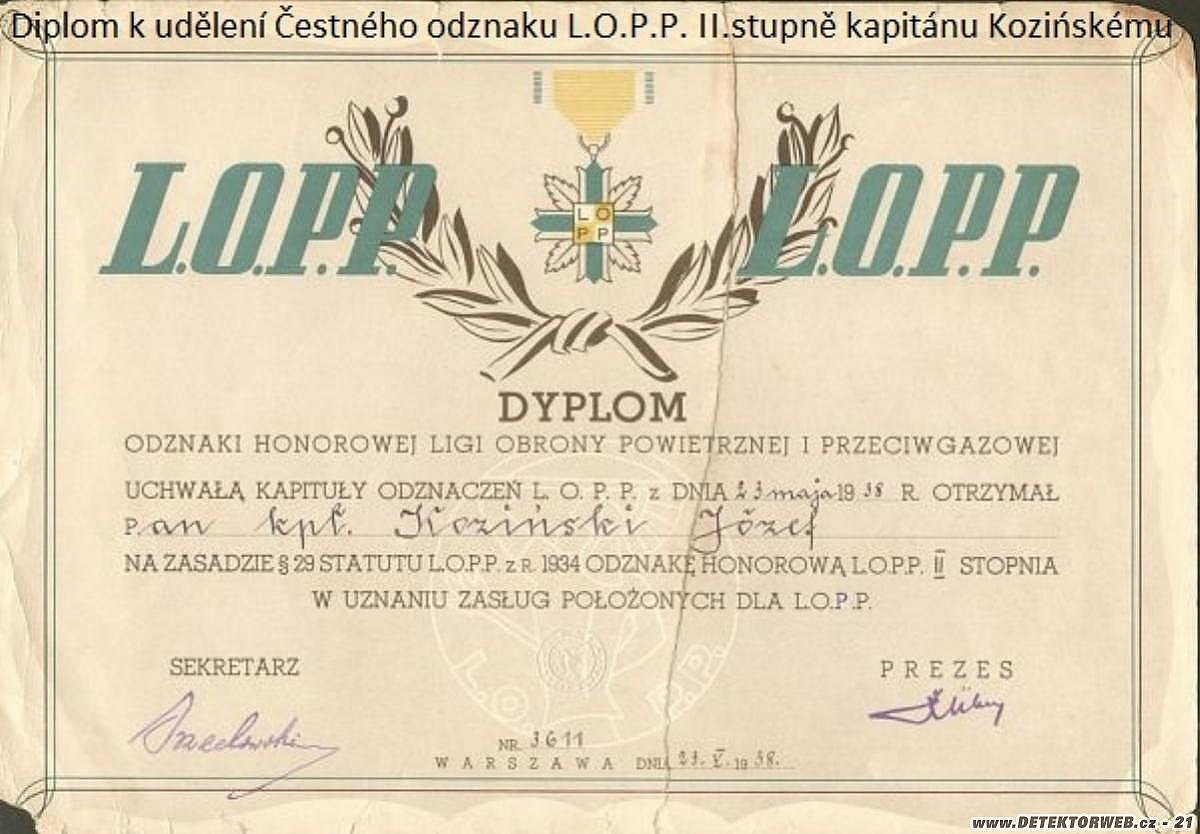 Diplom k udělení Čestného odznaku L.O.P.P. II.stupně kapitánu Kozińskému
L.O.P.P. L.O.P.P.
L O
P P
DYPLOM
ODZNAKI HONOROWEJ LIGI OBRONY POWIETRZNEJ I PRZECIWGAZOWEJ
UCHWAŁĄ KAPITUŁY ODZNACZEŃ L. O. P. P. z DNIA 23 maja 1938 R. OTRZYMAŁ
P. an kpt. Koziński Józef
NA ZASADZIE § 29 STATUTU L.O.P.P. z R. 1934 ODZNAKĘ HONOROWĄ L.O.P.P. II STOPNIA
W UZNANIU ZASŁUG POŁOŻONYCH DLA L.O.P.P.
L.O. P.P.
SEKRETARZ PREZES
NR. 3611
WARSZAWA DNIA 23. V. 1938.
www.DETEKTORWEB.cz - 21